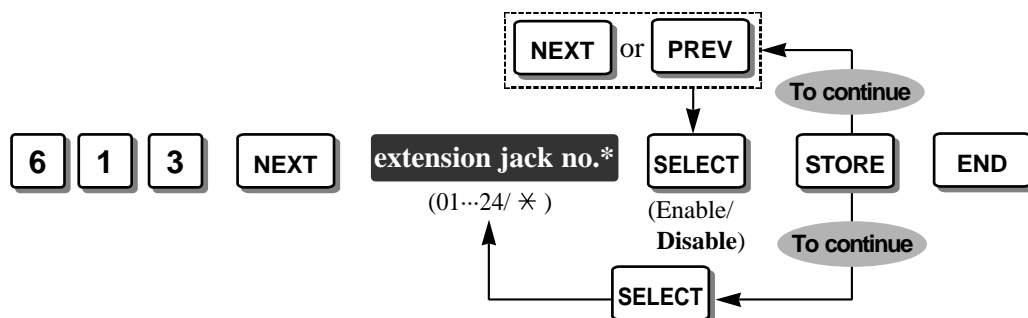 NEXT or PREV
To continue
6 1 3 NEXT extension jack no.* SELECT STORE END
(01···24/ ✕ )
(Enable/
Disable)
To continue
SELECT